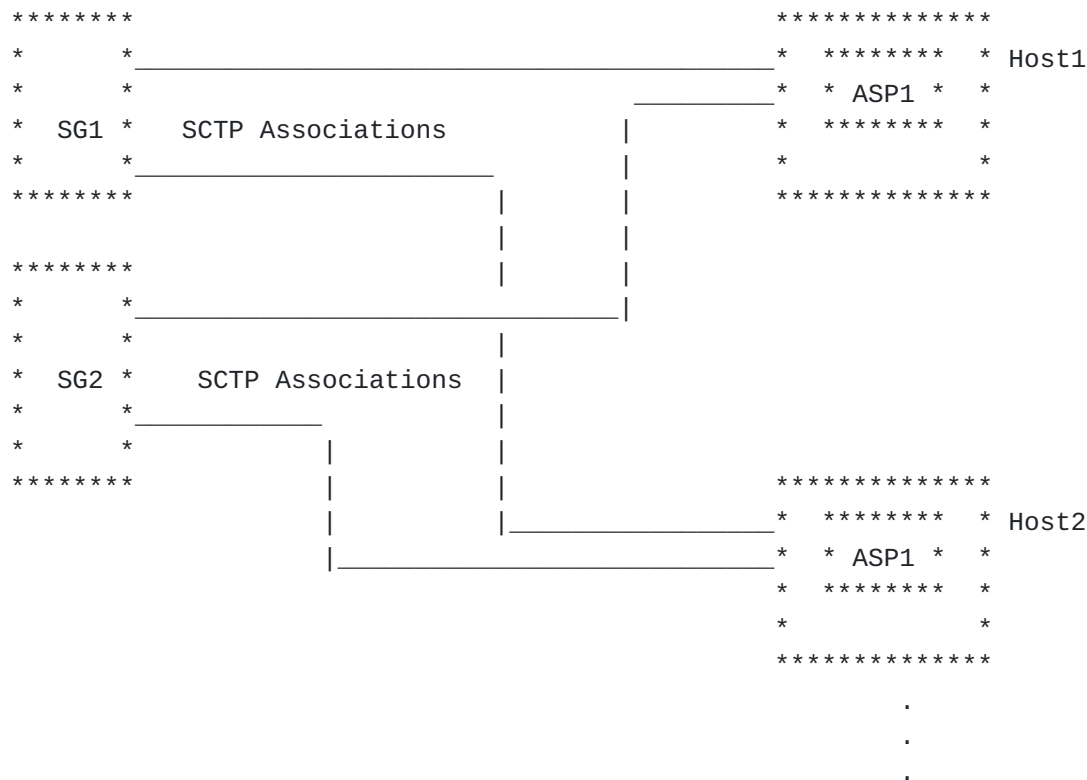 Host1
ASP1
SG1 SCTP Associations
SG2 SCTP Associations
Host2
ASP1